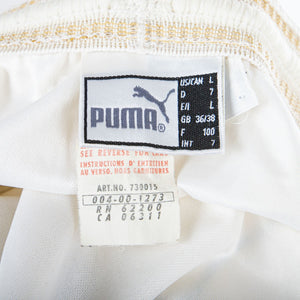 PUMA®
US/CAN L
D 7
E/I L
GB 36/38
F 100
INT 7
SEE REVERSE FOR CARE
INSTRUCTIONS D'ENTRETIEN
AU VERSO, HORS GARANTIES
ART.NO. 730015
004-00-1273
RN 62200
CA 06311